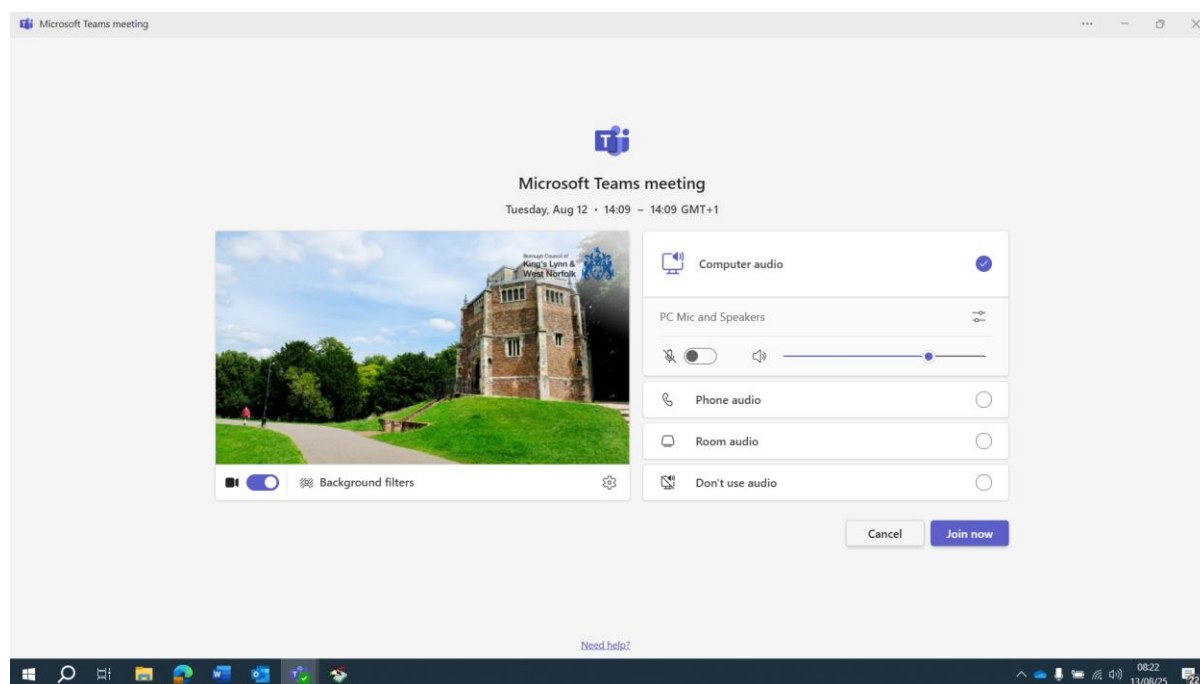 Microsoft Teams meeting
Microsoft Teams meeting
Tuesday, Aug 12 • 14:09 – 14:09 GMT+1
Borough Council of
King's Lynn &
West Norfolk
Computer audio
PC Mic and Speakers
Background filters
Phone audio
Room audio
Don't use audio
Cancel
Join now
Need help?
08:22
13/08/25
22